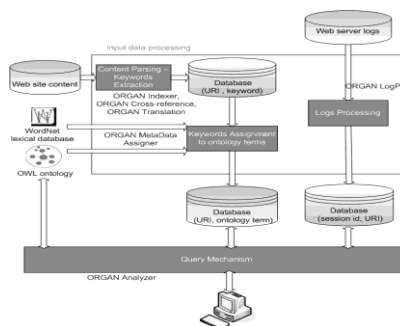 Input data processing
Web server logs
Content Parsing –
Keywords
Extraction
Web site content
Database
(URI , keyword)
ORGAN LogP
ORGAN Indexer,
ORGAN Cross-reference,
ORGAN Translation
Logs Processing
WordNet
lexical database
ORGAN MetaData
Assigner
Keywords Assignment
to ontology terms
OWL ontology
Database
(URI, ontology term)
Database
(session id, URI)
Query Mechanism
ORGAN Analyzer